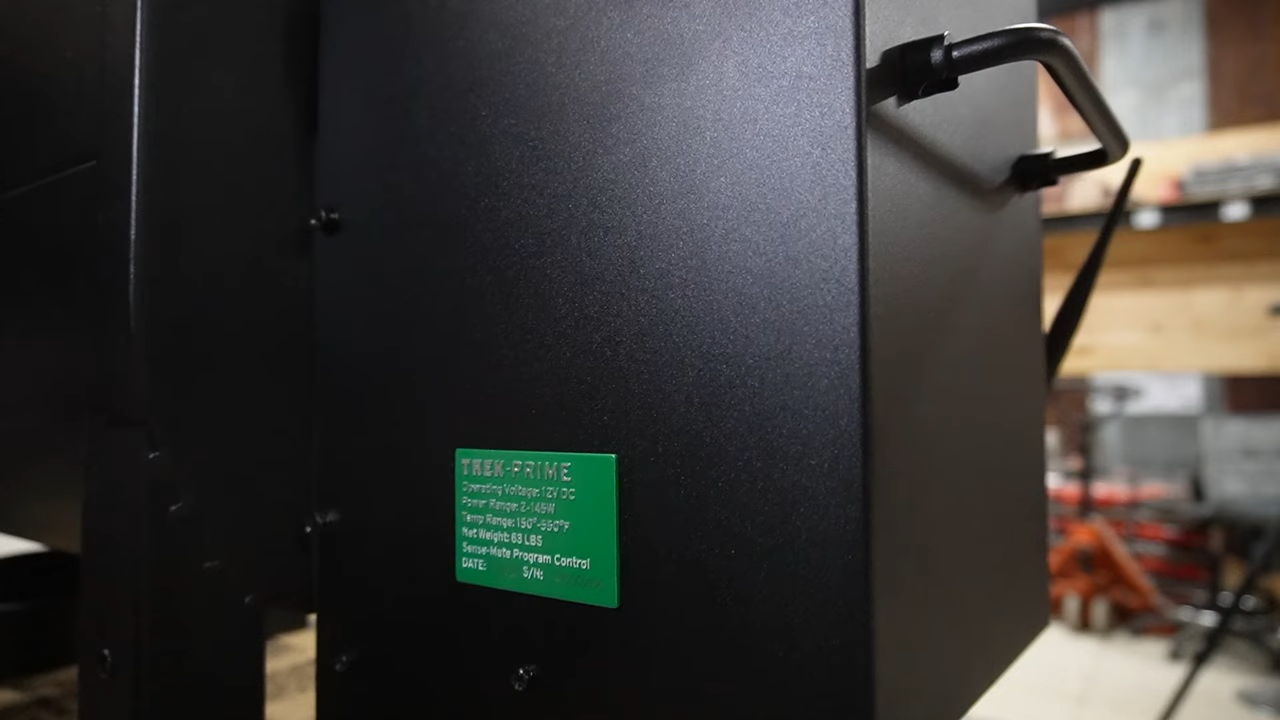 TREK-PRIME
Operating Voltage: 12V DC
Power Range: 2-145W
Temp Range: 150°-550°F
Net Weight: 63 LBS
Sense-Mate Program Control
DATE: S/N: